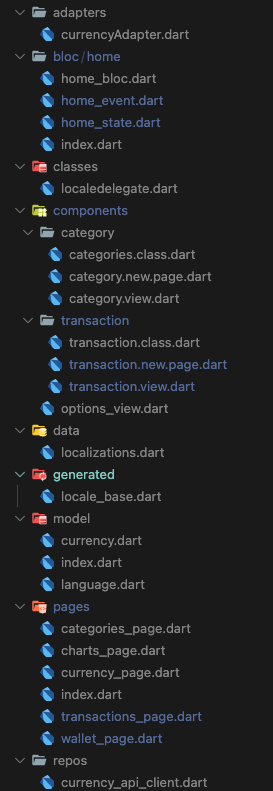 adapters
currencyAdapter.dart
bloc/home
home_bloc.dart
home_event.dart
home_state.dart
index.dart
classes
localedelegate.dart
components
category
categories.class.dart
category.new.page.dart
category.view.dart
transaction
transaction.class.dart
transaction.new.page.dart
transaction.view.dart
options_view.dart
data
localizations.dart
generated
locale_base.dart
model
currency.dart
index.dart
language.dart
pages
categories_page.dart
charts_page.dart
currency_page.dart
index.dart
transactions_page.dart
wallet_page.dart
repos
currency_api_client.dart